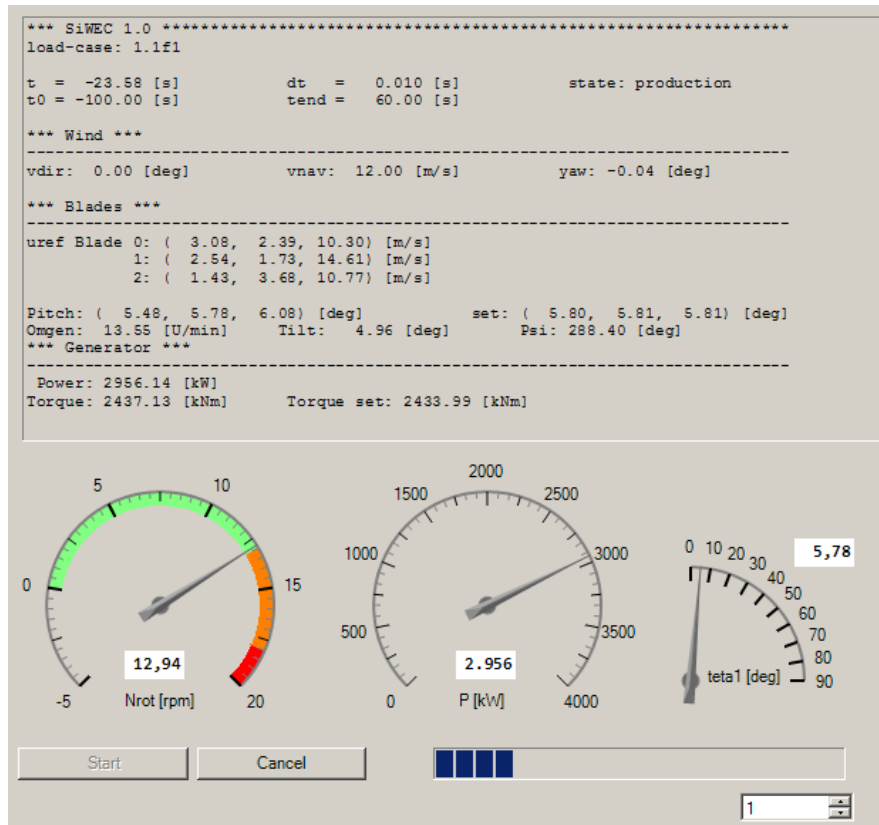 *** SiWEC 1.0 ****************************************************************
load-case: 1.1f1
t = -23.58 [s] dt = 0.010 [s] state: production
t0 = -100.00 [s] tend = 60.00 [s]
*** Wind ***
------------------------------------------------------------------------------
vdir: 0.00 [deg] vnav: 12.00 [m/s] yaw: -0.04 [deg]
*** Blades ***
------------------------------------------------------------------------------
uref Blade 0: ( 3.08, 2.39, 10.30) [m/s]
1: ( 2.54, 1.73, 14.61) [m/s]
2: ( 1.43, 3.68, 10.77) [m/s]
Pitch: ( 5.48, 5.78, 6.08) [deg] set: ( 5.80, 5.81, 5.81) [deg]
Omgen: 13.55 [U/min] Tilt: 4.96 [deg] Psi: 288.40 [deg]
*** Generator ***
------------------------------------------------------------------------------
Power: 2956.14 [kW]
Torque: 2437.13 [kNm] Torque set: 2433.99 [kNm]
-5 0 5 10 15 20
12,94
Nrot [rpm]
0 500 1000 1500 2000 2500 3000 3500 4000
2.956
P [kW]
0 10 20 30 40 50 60 70 80 90
5,78
teta1 [deg]
Start Cancel
1